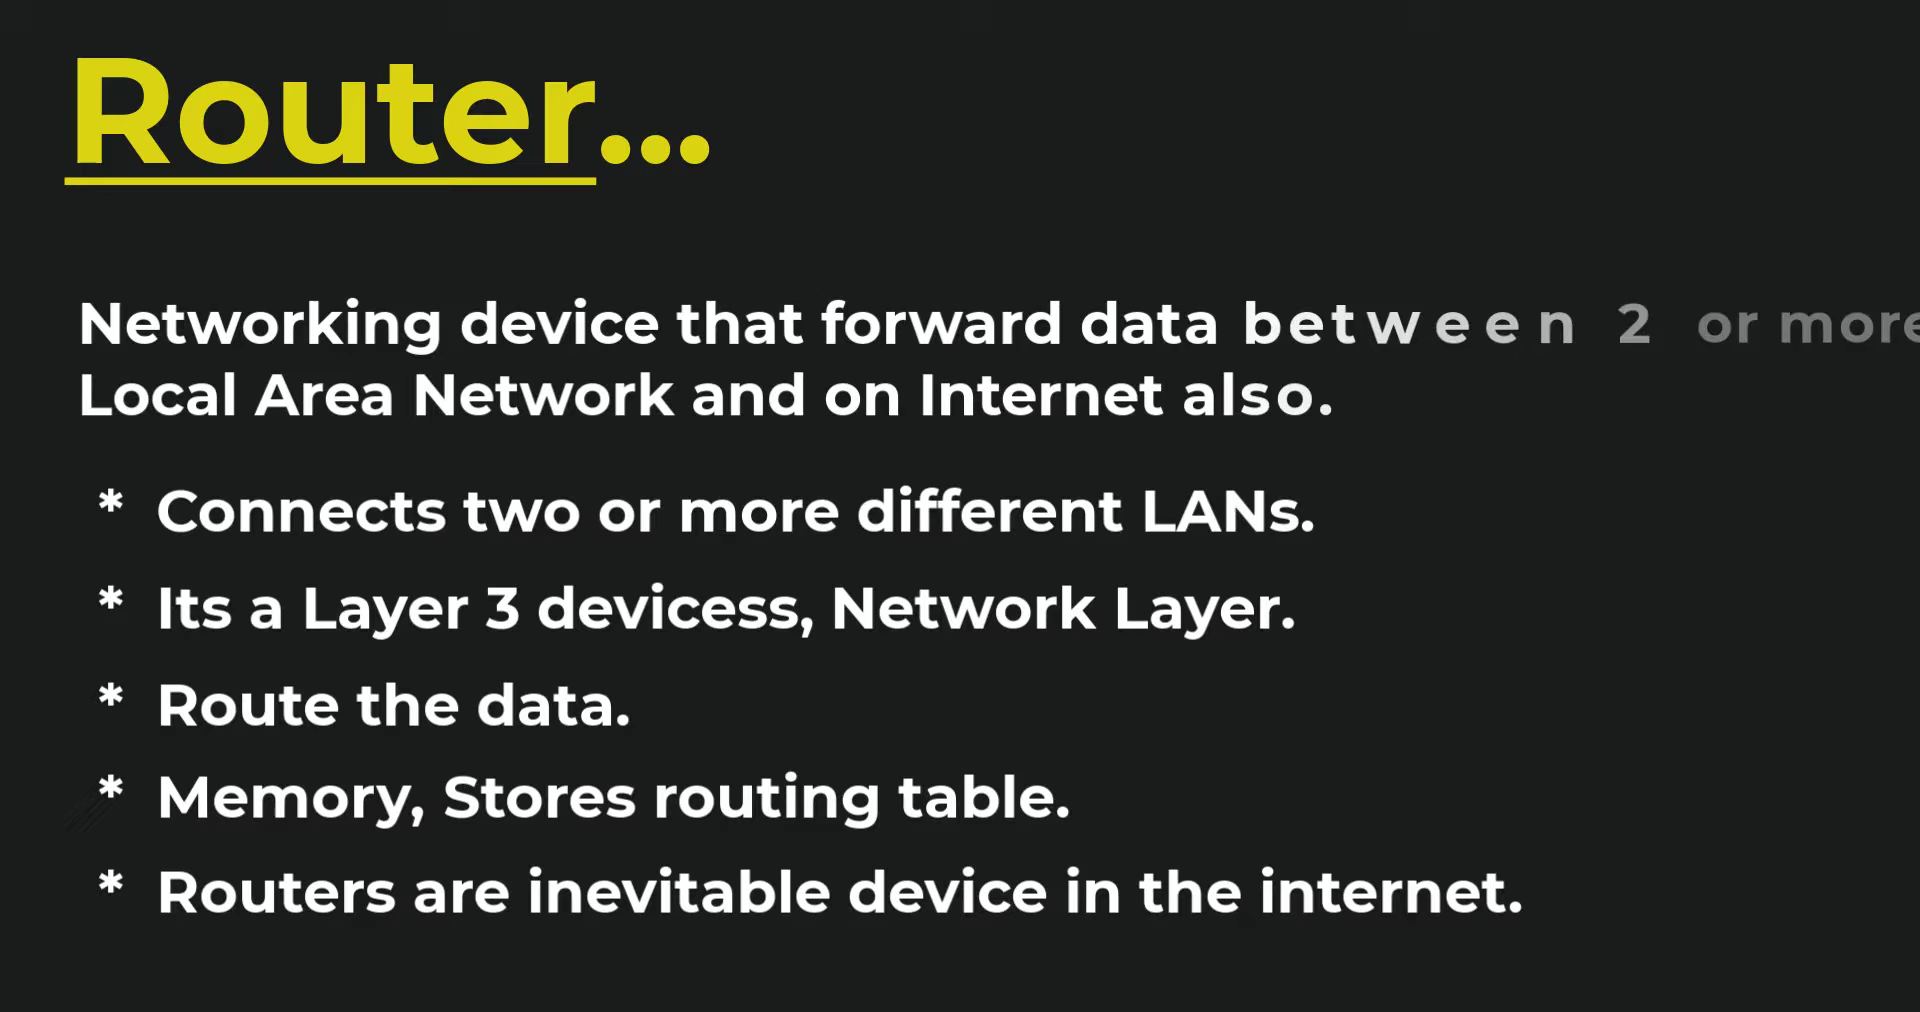 Router...
Networking device that forward data between 2 or more
Local Area Network and on Internet also.
* Connects two or more different LANs.
* Its a Layer 3 devicess, Network Layer.
* Route the data.
* Memory, Stores routing table.
* Routers are inevitable device in the internet.